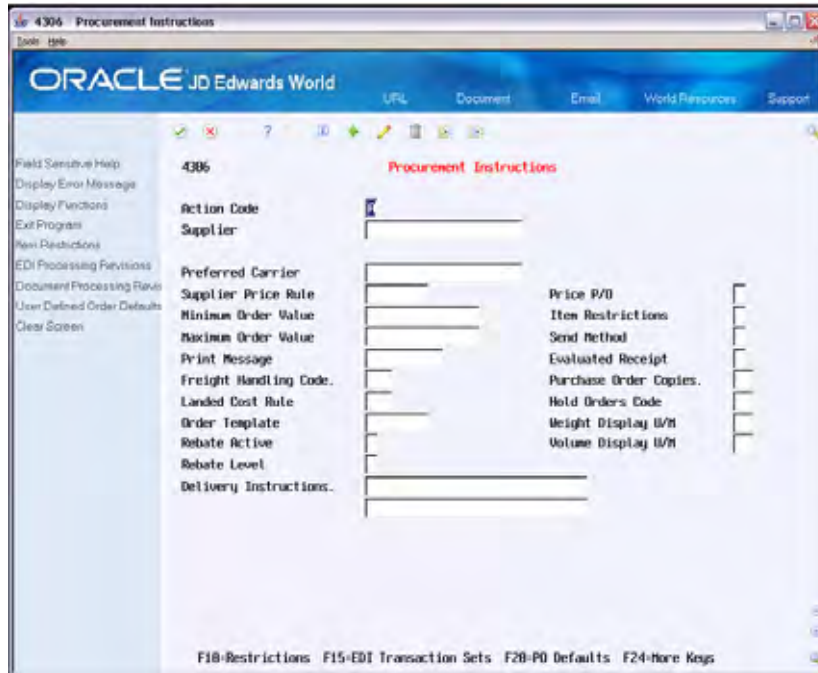 4306 Procurement Instructions
Tools Help
ORACLE JD Edwards World
URL Document Email World Resources Support
Field Sensitive Help
Display Error Message
Display Functions
Exit Program
Item Restrictions
EDI Processing Revisions
Document Processing Revis
User Defined Order Defaults
Clear Screen
4306 Procurement Instructions
Action Code
Supplier
Preferred Carrier
Supplier Price Rule Price P/O
Minimum Order Value Item Restrictions
Maximum Order Value Send Method
Print Message Evaluated Receipt
Freight Handling Code. Purchase Order Copies.
Landed Cost Rule Hold Orders Code
Order Template Weight Display U/M
Rebate Active Volume Display U/M
Rebate Level
Delivery Instructions.
F10=Restrictions F15=EDI Transaction Sets F20=PO Defaults F24=More Keys